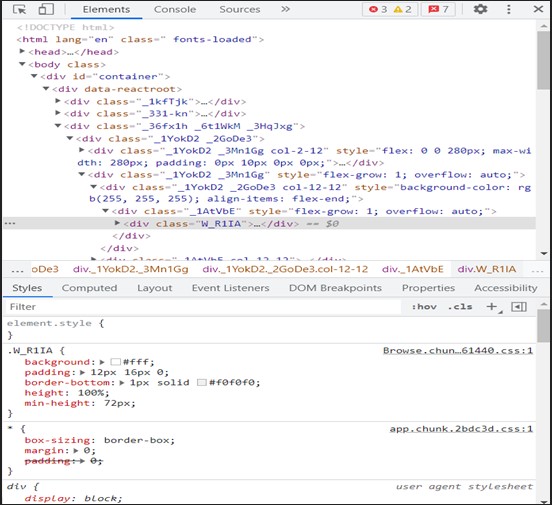 Elements Console Sources » 3 2 7
<!DOCTYPE html>
<html lang="en" class=" fonts-loaded">
<head>…</head>
<body class>
<div id="container">
<div data-reactroot>
<div class="_1kfTjk">…</div>
<div class="_331-kn">…</div>
<div class="_36fx1h _6t1WkM _3HqJxg">
<div class="_1YokD2 _2GoDe3">
<div class="_1YokD2 _3Mn1Gg col-2-12" style="flex: 0 0 280px; max-wi
dth: 280px; padding: 0px 10px 0px 0px;">…</div>
<div class="_1YokD2 _3Mn1Gg" style="flex-grow: 1; overflow: auto;">
<div class="_1YokD2 _2GoDe3 col-12-12" style="background-color: rg
b(255, 255, 255); align-items: flex-end;">
<div class="_1AtVbE" style="flex-grow: 1; overflow: auto;">
… <div class="W_R1IA">…</div> == $0
</div>
</div>
<div class="_1AtVbE col-12-12">…</div>
… oDe3 div._1YokD2._3Mn1Gg div._1YokD2._2GoDe3.col-12-12 div._1AtVbE div.W_R1IA
Styles Computed Layout Event Listeners DOM Breakpoints Properties Accessibility
Filter :hov .cls +
element.style {
}
.W_R1IA { Browse.chun…61440.css:1
background: #fff;
padding: 12px 16px 0;
border-bottom: 1px solid #f0f0f0;
height: 100%;
min-height: 72px;
}
* { app.chunk.2bdc3d.css:1
box-sizing: border-box;
margin: 0;
padding: 0;
}
div { user agent stylesheet
display: block;